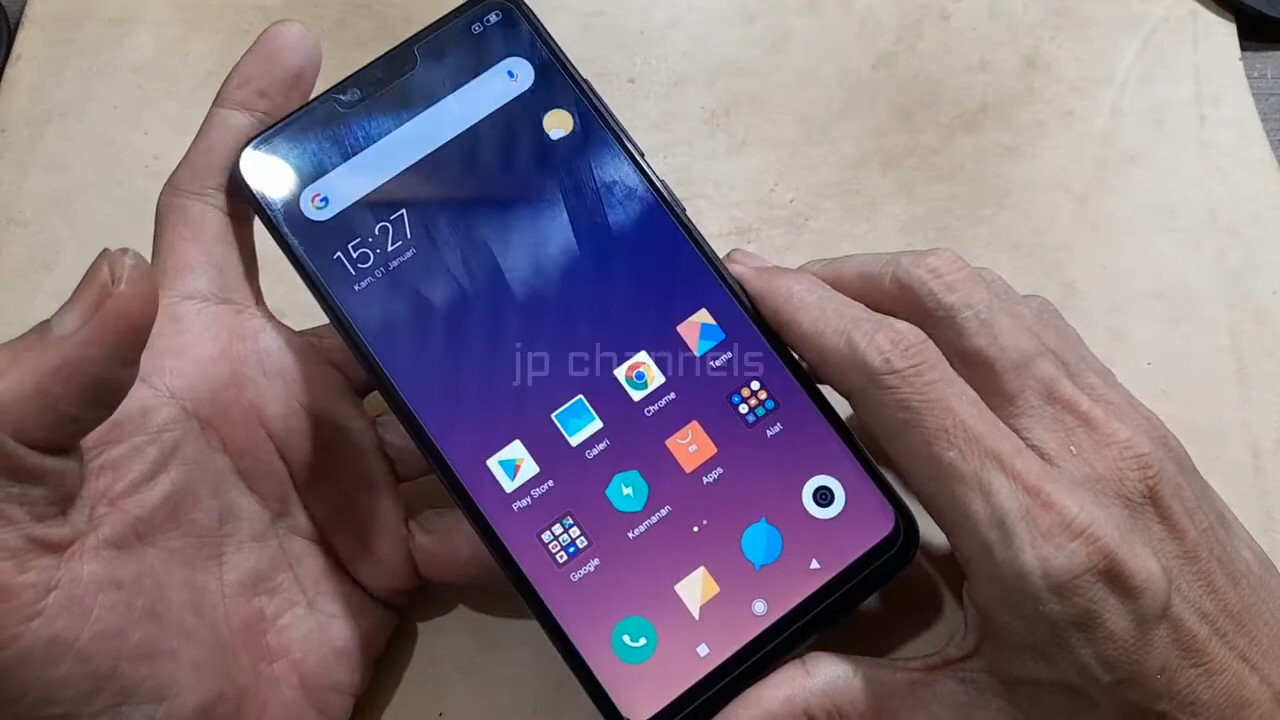 15:27
Kam, 01 Januari
jp channels
Tema
Chrome
Galeri
Play Store
Alat
Apps
Keamanan
Google